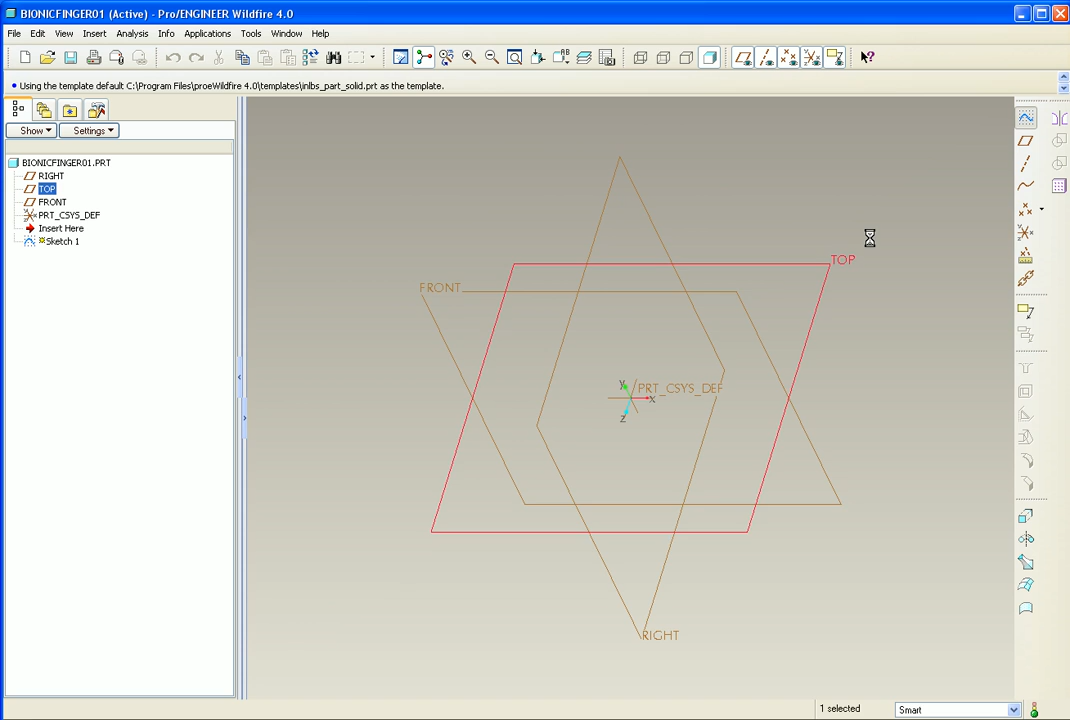 BIONICFINGER01 (Active) - Pro/ENGINEER Wildfire 4.0
File Edit View Insert Analysis Info Applications Tools Window Help
• Using the template default C:\Program Files\proeWildfire 4.0\templates\inlbs_part_solid.prt as the template.
Show Settings
BIONICFINGER01.PRT
RIGHT
TOP
FRONT
PRT_CSYS_DEF
Insert Here
Sketch 1
TOP
FRONT
y
PRT_CSYS_DEF
x
z
RIGHT
1 selected
Smart